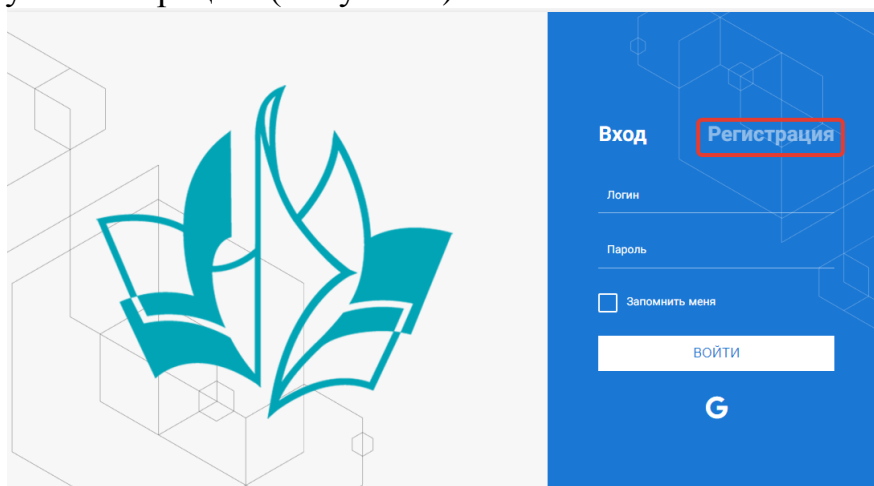 Вход Регистрация
Логин
Пароль
Запомнить меня
ВОЙТИ
G